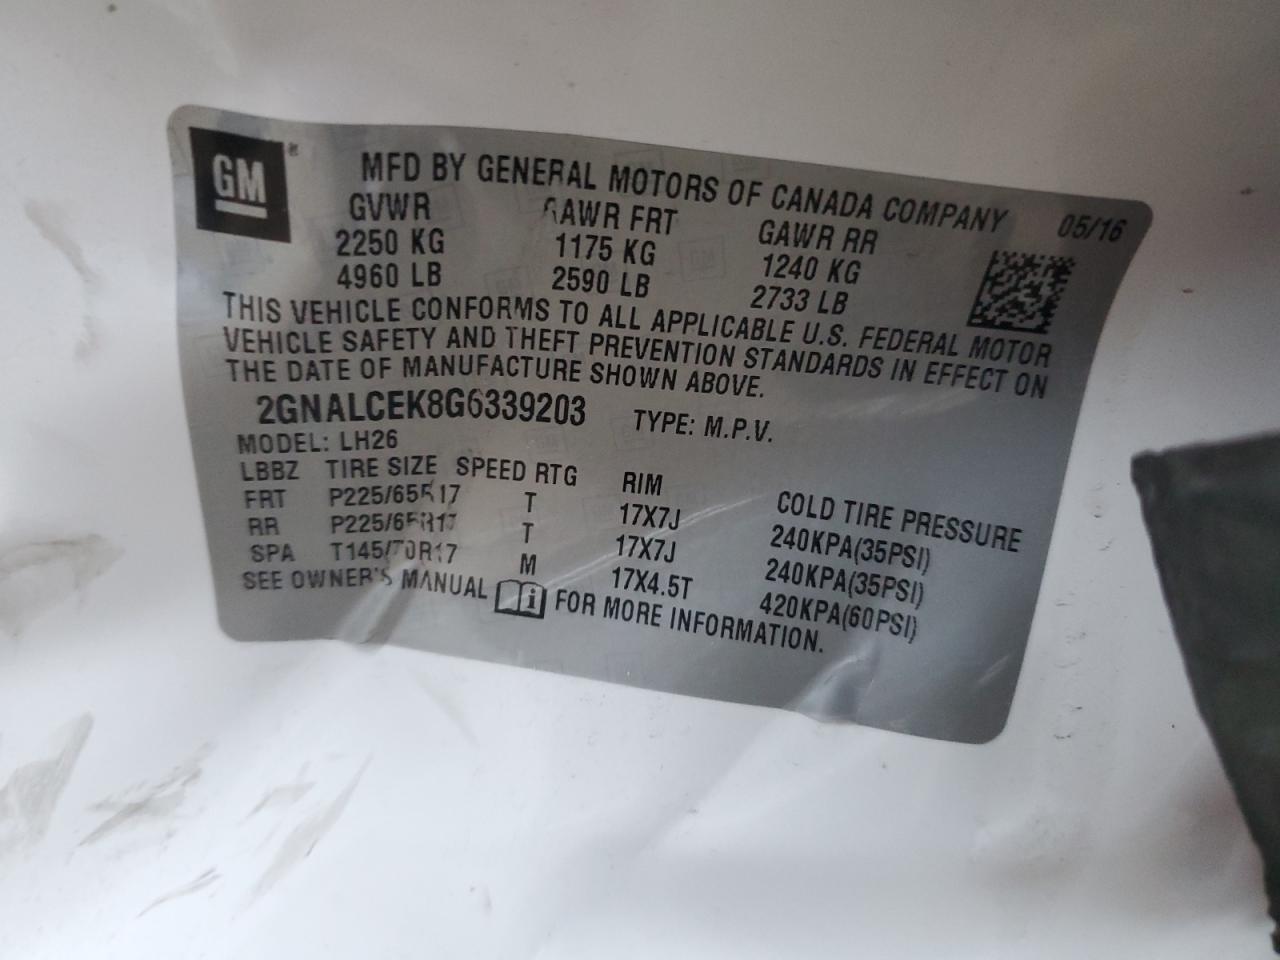 GM
MFD BY GENERAL MOTORS OF CANADA COMPANY 05/16
GVWR GAWR FRT GAWR RR
2250 KG 1175 KG 1240 KG
4960 LB 2590 LB 2733 LB
THIS VEHICLE CONFORMS TO ALL APPLICABLE U.S. FEDERAL MOTOR
VEHICLE SAFETY AND THEFT PREVENTION STANDARDS IN EFFECT ON
THE DATE OF MANUFACTURE SHOWN ABOVE.
2GNALCEK8G6339203 TYPE: M.P.V.
MODEL: LH26
LBBZ TIRE SIZE SPEED RTG RIM COLD TIRE PRESSURE
FRT P225/65R17 T 17X7J 240KPA(35PSI)
RR P225/65R17 T 17X7J 240KPA(35PSI)
SPA T145/70R17 M 17X4.5T 420KPA(60PSI)
SEE OWNER'S MANUAL i FOR MORE INFORMATION.